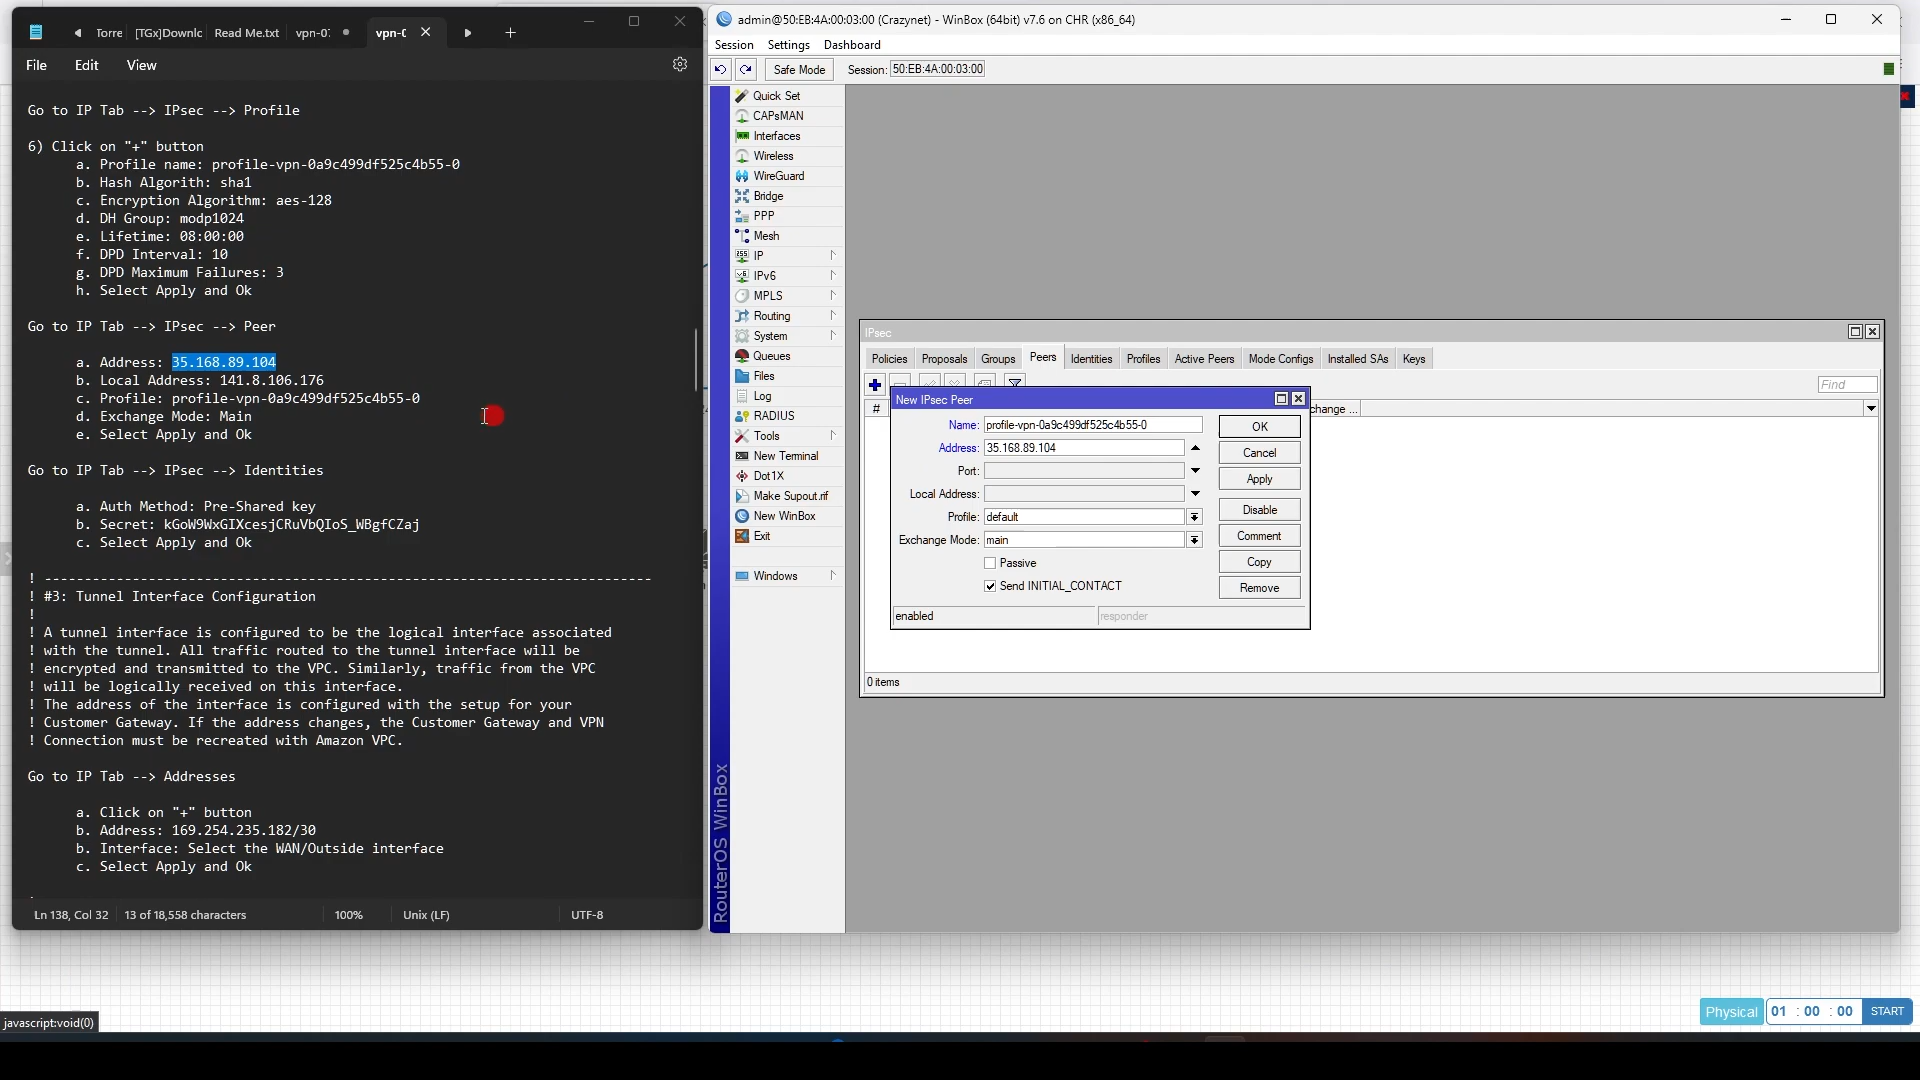 Torre
[TGx]Downlc
Read Me.txt
vpn-0
vpn-0
File
Edit
View
Go to IP Tab --> IPsec --> Profile
6) Click on "+" button
a. Profile name: profile-vpn-0a9c499df525c4b55-0
b. Hash Algorith: sha1
c. Encryption Algorithm: aes-128
d. DH Group: modp1024
e. Lifetime: 08:00:00
f. DPD Interval: 10
g. DPD Maximum Failures: 3
h. Select Apply and Ok
Go to IP Tab --> IPsec --> Peer
a. Address: 35.168.89.104
b. Local Address: 141.8.106.176
c. Profile: profile-vpn-0a9c499df525c4b55-0
d. Exchange Mode: Main
e. Select Apply and Ok
Go to IP Tab --> IPsec --> Identities
a. Auth Method: Pre-Shared key
b. Secret: kGoW9WxGIXcesjCRuVbQIoS_WBgfCZaj
c. Select Apply and Ok
! ----------------------------------------------------------------------------
! #3: Tunnel Interface Configuration
!
! A tunnel interface is configured to be the logical interface associated
! with the tunnel. All traffic routed to the tunnel interface will be
! encrypted and transmitted to the VPC. Similarly, traffic from the VPC
! will be logically received on this interface.
! The address of the interface is configured with the setup for your
! Customer Gateway. If the address changes, the Customer Gateway and VPN
! Connection must be recreated with Amazon VPC.
Go to IP Tab --> Addresses
a. Click on "+" button
b. Address: 169.254.235.182/30
b. Interface: Select the WAN/Outside interface
c. Select Apply and Ok
Ln 138, Col 32
13 of 18,558 characters
100%
Unix (LF)
UTF-8
javascript:void(0)
admin@50:EB:4A:00:03:00 (Crazynet) - WinBox (64bit) v7.6 on CHR (x86_64)
Session
Settings
Dashboard
Safe Mode
Session: 50:EB:4A:00:03:00
Quick Set
CAPsMAN
Interfaces
Wireless
WireGuard
Bridge
PPP
Mesh
IP
IPv6
MPLS
Routing
System
Queues
Files
Log
RADIUS
Tools
New Terminal
Dot1X
Make Supout.rif
New WinBox
Exit
Windows
RouterOS WinBox
IPsec
Policies
Proposals
Groups
Peers
Identities
Profiles
Active Peers
Mode Configs
Installed SAs
Keys
Find
#
change ...
New IPsec Peer
Name: profile-vpn-0a9c499df525c4b55-0
Address: 35.168.89.104
Port:
Local Address:
Profile: default
Exchange Mode: main
Passive
Send INITIAL_CONTACT
OK
Cancel
Apply
Disable
Comment
Copy
Remove
enabled
responder
0 items
Physical
01 : 00 : 00
START